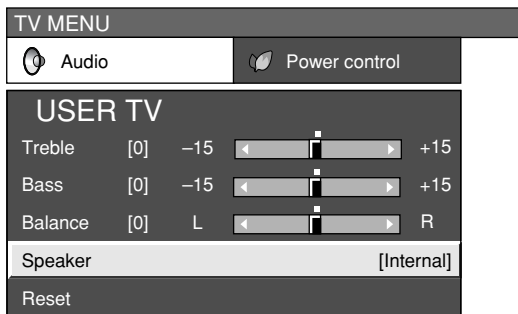 TV MENU
Audio Power control
USER TV
Treble [0] –15 +15
Bass [0] –15 +15
Balance [0] L R
Speaker [Internal]
Reset